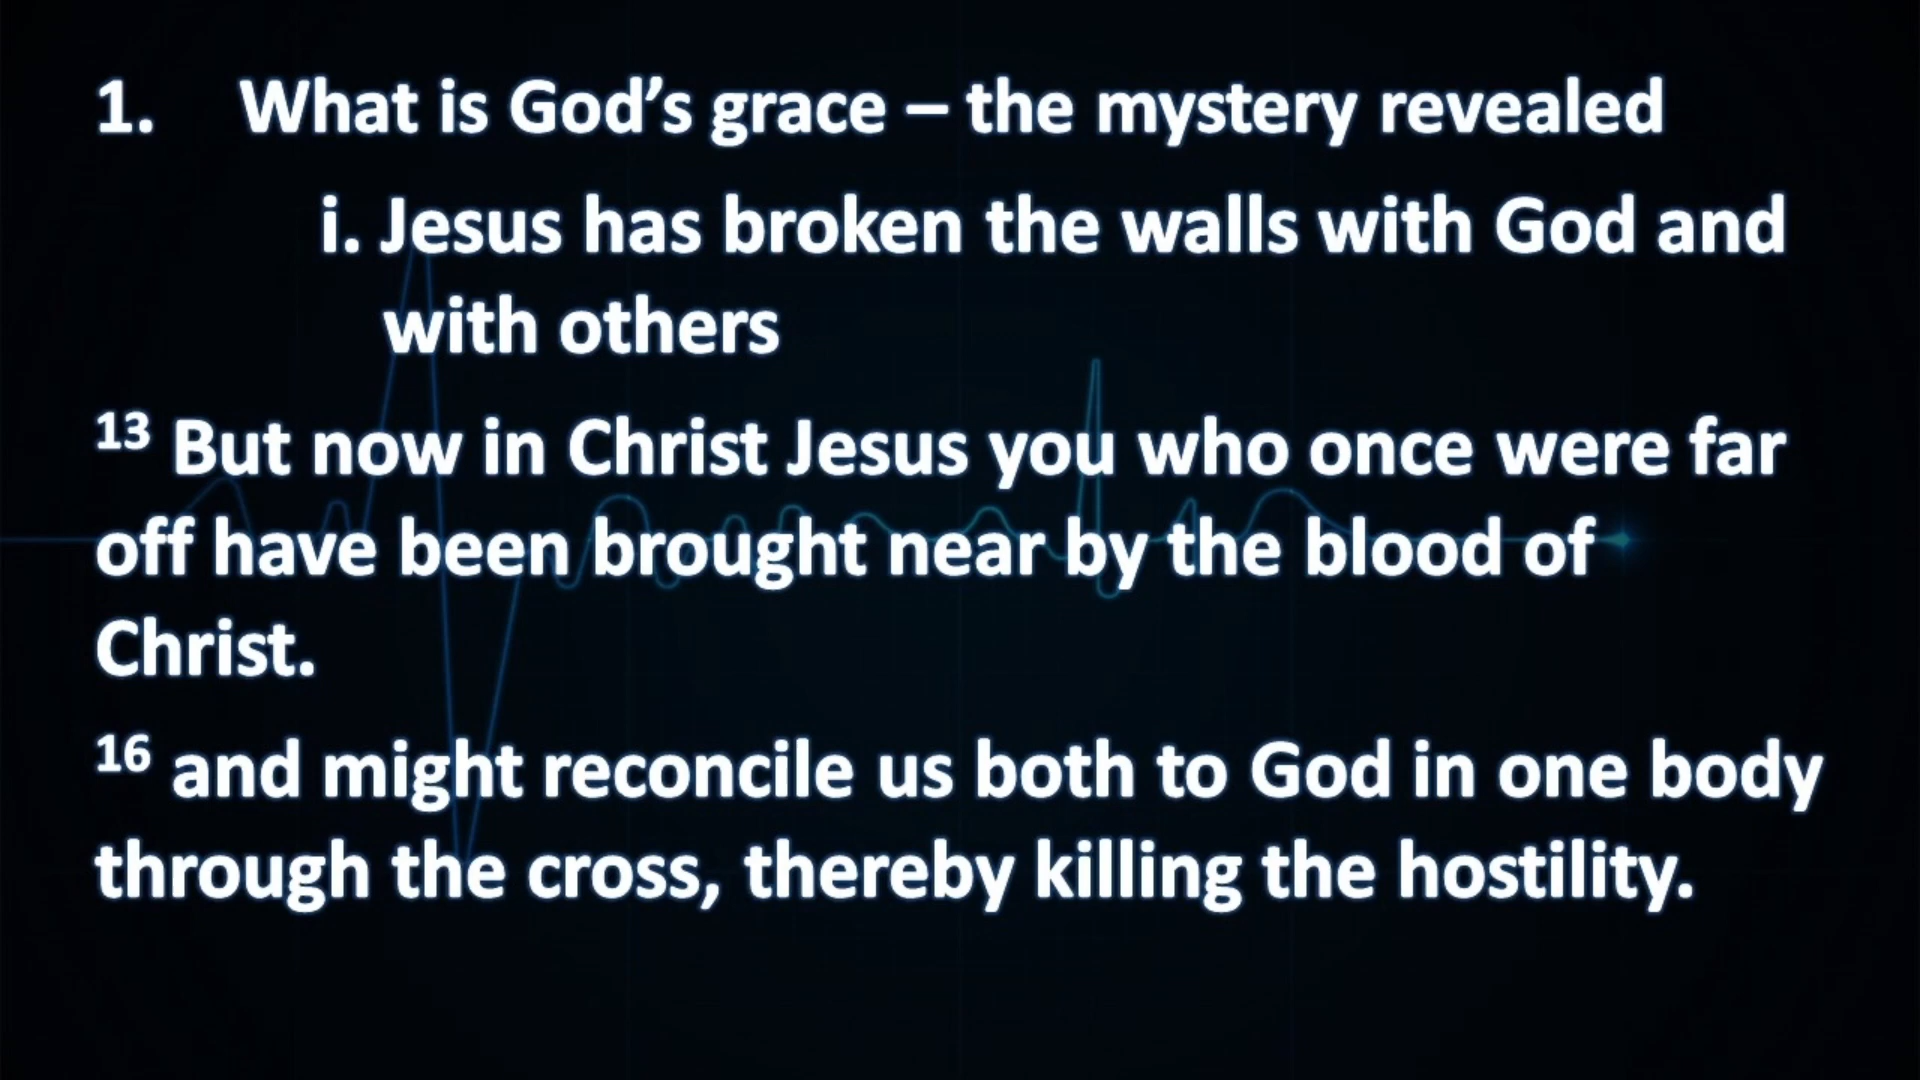 1. What is God’s grace – the mystery revealed
i. Jesus has broken the walls with God and
with others
13 But now in Christ Jesus you who once were far
off have been brought near by the blood of
Christ.
16 and might reconcile us both to God in one body
through the cross, thereby killing the hostility.